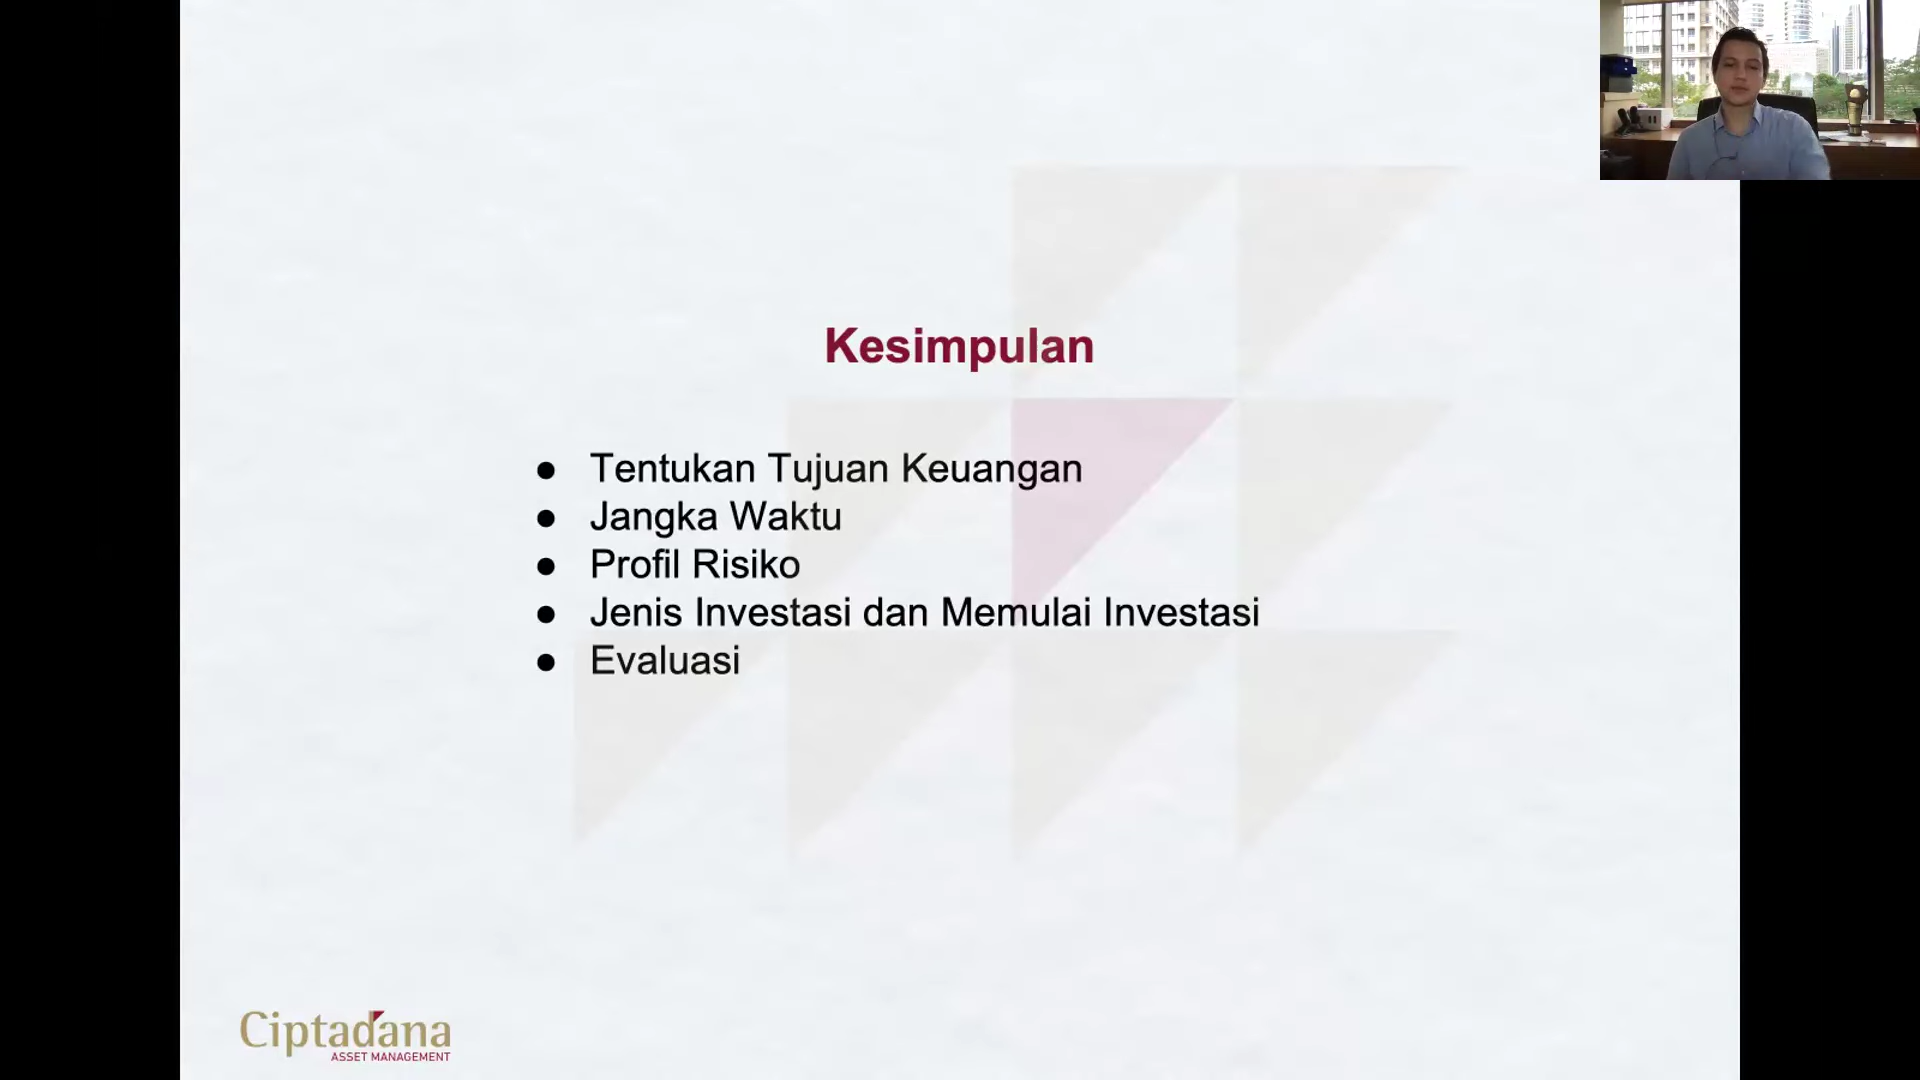 Kesimpulan
● Tentukan Tujuan Keuangan
● Jangka Waktu
● Profil Risiko
● Jenis Investasi dan Memulai Investasi
● Evaluasi
Ciptadana
ASSET MANAGEMENT